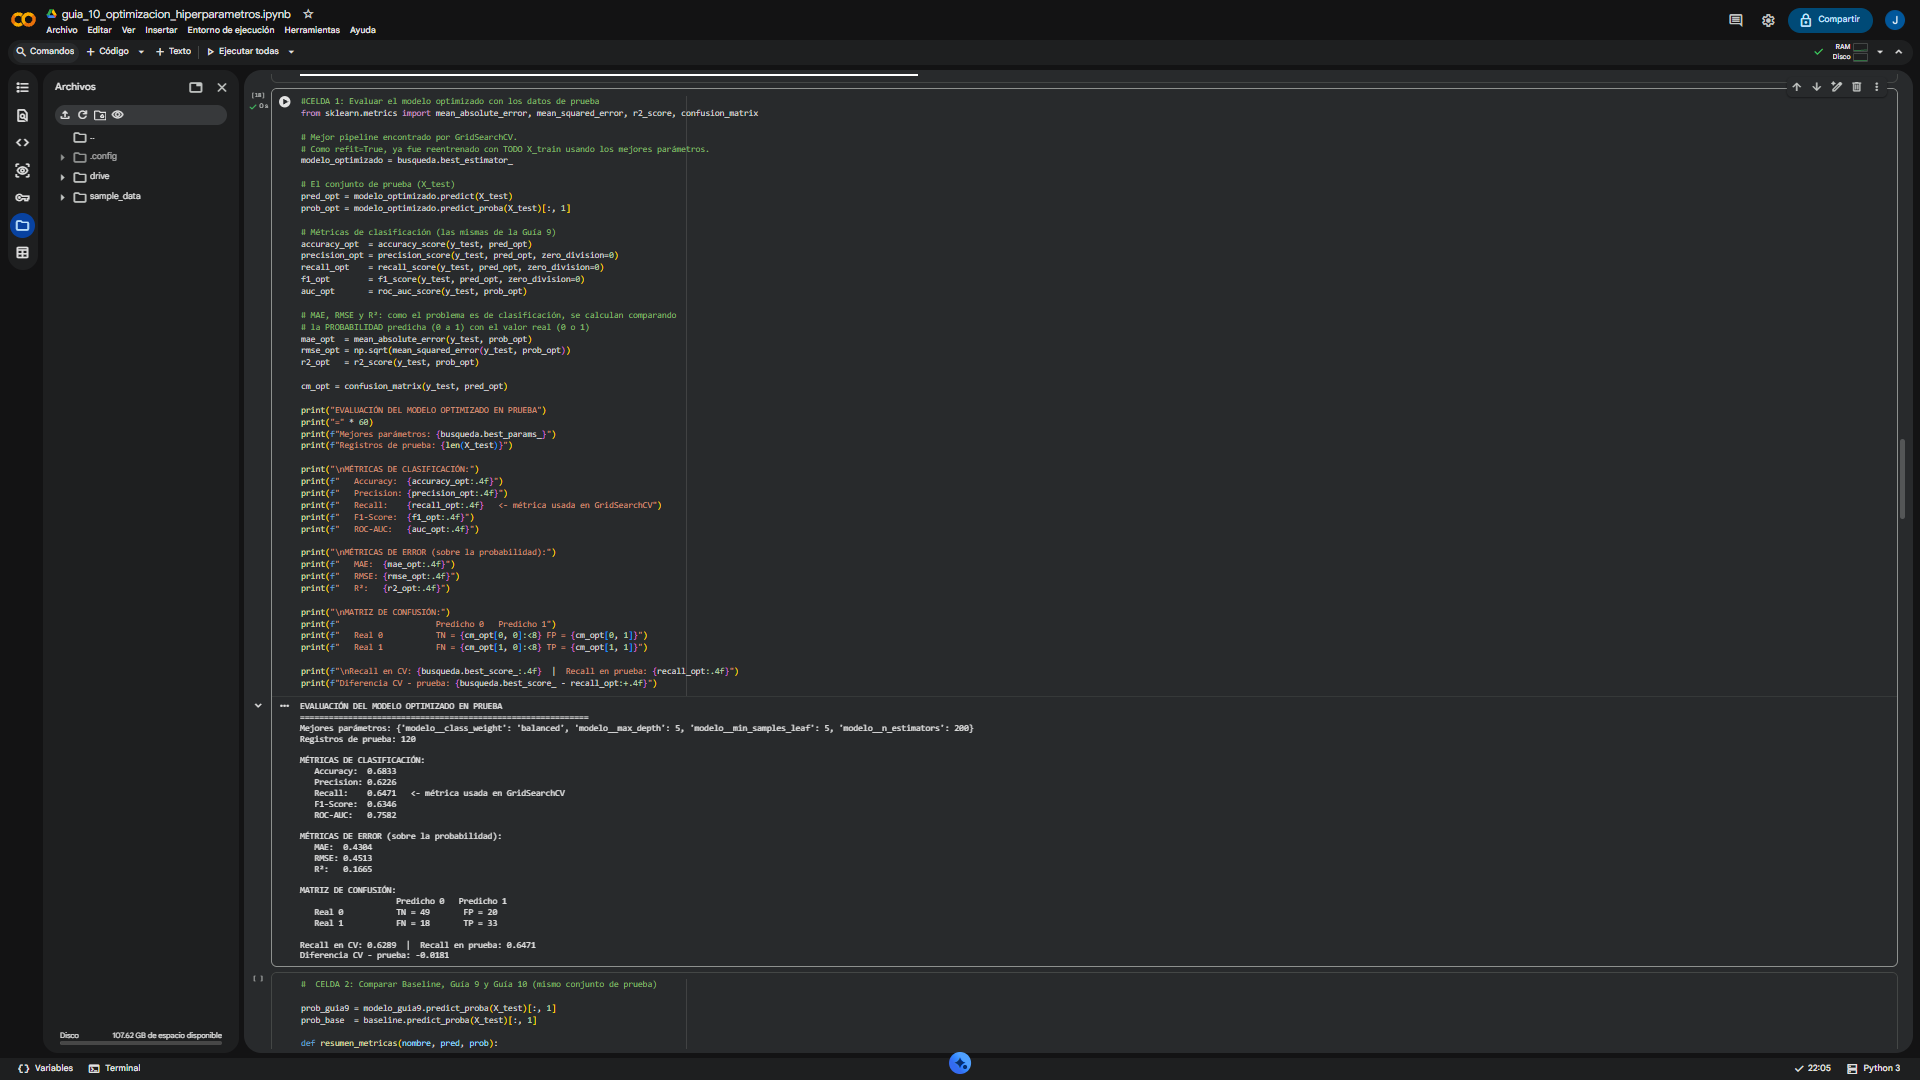 guia_10_optimizacion_hiperparametros.ipynb
Archivo Editar Ver Insertar Entorno de ejecución Herramientas Ayuda
Compartir
J
Comandos + Código + Texto Ejecutar todas
RAM
Disco
Archivos
..
.config
drive
sample_data
Disco 107.62 GB de espacio disponible
[18]
0 s
#CELDA 1: Evaluar el modelo optimizado con los datos de prueba
from sklearn.metrics import mean_absolute_error, mean_squared_error, r2_score, confusion_matrix
# Mejor pipeline encontrado por GridSearchCV.
# Como refit=True, ya fue reentrenado con TODO X_train usando los mejores parámetros.
modelo_optimizado = busqueda.best_estimator_
# El conjunto de prueba (X_test)
pred_opt = modelo_optimizado.predict(X_test)
prob_opt = modelo_optimizado.predict_proba(X_test)[:, 1]
# Métricas de clasificación (las mismas de la Guía 9)
accuracy_opt  = accuracy_score(y_test, pred_opt)
precision_opt = precision_score(y_test, pred_opt, zero_division=0)
recall_opt    = recall_score(y_test, pred_opt, zero_division=0)
f1_opt        = f1_score(y_test, pred_opt, zero_division=0)
auc_opt       = roc_auc_score(y_test, prob_opt)
# MAE, RMSE y R²: como el problema es de clasificación, se calculan comparando
# la PROBABILIDAD predicha (0 a 1) con el valor real (0 o 1)
mae_opt  = mean_absolute_error(y_test, prob_opt)
rmse_opt = np.sqrt(mean_squared_error(y_test, prob_opt))
r2_opt   = r2_score(y_test, prob_opt)
cm_opt = confusion_matrix(y_test, pred_opt)
print("EVALUACIÓN DEL MODELO OPTIMIZADO EN PRUEBA")
print("=" * 60)
print(f"Mejores parámetros: {busqueda.best_params_}")
print(f"Registros de prueba: {len(X_test)}")
print("\nMÉTRICAS DE CLASIFICACIÓN:")
print(f"   Accuracy:  {accuracy_opt:.4f}")
print(f"   Precision: {precision_opt:.4f}")
print(f"   Recall:    {recall_opt:.4f}   <- métrica usada en GridSearchCV")
print(f"   F1-Score:  {f1_opt:.4f}")
print(f"   ROC-AUC:   {auc_opt:.4f}")
print("\nMÉTRICAS DE ERROR (sobre la probabilidad):")
print(f"   MAE:  {mae_opt:.4f}")
print(f"   RMSE: {rmse_opt:.4f}")
print(f"   R²:   {r2_opt:.4f}")
print("\nMATRIZ DE CONFUSIÓN:")
print(f"                    Predicho 0   Predicho 1")
print(f"   Real 0           TN = {cm_opt[0, 0]:<8} FP = {cm_opt[0, 1]}")
print(f"   Real 1           FN = {cm_opt[1, 0]:<8} TP = {cm_opt[1, 1]}")
print(f"\nRecall en CV: {busqueda.best_score_:.4f}  |  Recall en prueba: {recall_opt:.4f}")
print(f"Diferencia CV - prueba: {busqueda.best_score_ - recall_opt:+.4f}")
EVALUACIÓN DEL MODELO OPTIMIZADO EN PRUEBA
============================================================
Mejores parámetros: {'modelo__class_weight': 'balanced', 'modelo__max_depth': 5, 'modelo__min_samples_leaf': 5, 'modelo__n_estimators': 200}
Registros de prueba: 120
MÉTRICAS DE CLASIFICACIÓN:
Accuracy:  0.6833
Precision: 0.6226
Recall:    0.6471   <- métrica usada en GridSearchCV
F1-Score:  0.6346
ROC-AUC:   0.7582
MÉTRICAS DE ERROR (sobre la probabilidad):
MAE:  0.4304
RMSE: 0.4513
R²:   0.1665
MATRIZ DE CONFUSIÓN:
Predicho 0   Predicho 1
Real 0           TN = 49       FP = 20
Real 1           FN = 18       TP = 33
Recall en CV: 0.6289  |  Recall en prueba: 0.6471
Diferencia CV - prueba: -0.0181
[ ]
#  CELDA 2: Comparar Baseline, Guía 9 y Guía 10 (mismo conjunto de prueba)
prob_guia9 = modelo_guia9.predict_proba(X_test)[:, 1]
prob_base  = baseline.predict_proba(X_test)[:, 1]
def resumen_metricas(nombre, pred, prob):
Variables Terminal
22:05 Python 3